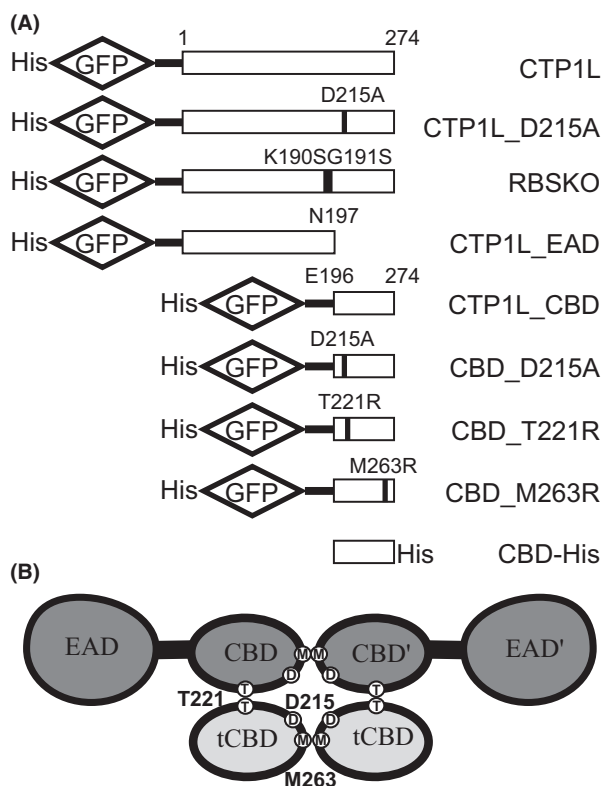 (A)
1 274
His GFP CTP1L
D215A
His GFP CTP1L_D215A
K190SG191S
His GFP RBSKO
N197
His GFP CTP1L_EAD
E196 274
His GFP CTP1L_CBD
D215A
His GFP CBD_D215A
T221R
His GFP CBD_T221R
M263R
His GFP CBD_M263R
His CBD-His
(B)
EAD CBD M M CBD' EAD'
D D
T T
T221 D215
T T
D D
tCBD M M tCBD
M263